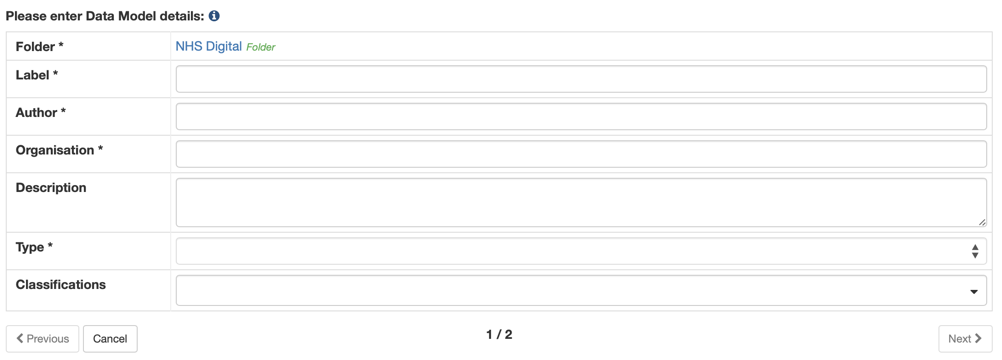 Please enter Data Model details:
Folder * NHS Digital Folder
Label *
Author *
Organisation *
Description
Type *
Classifications
Previous Cancel 1 / 2 Next